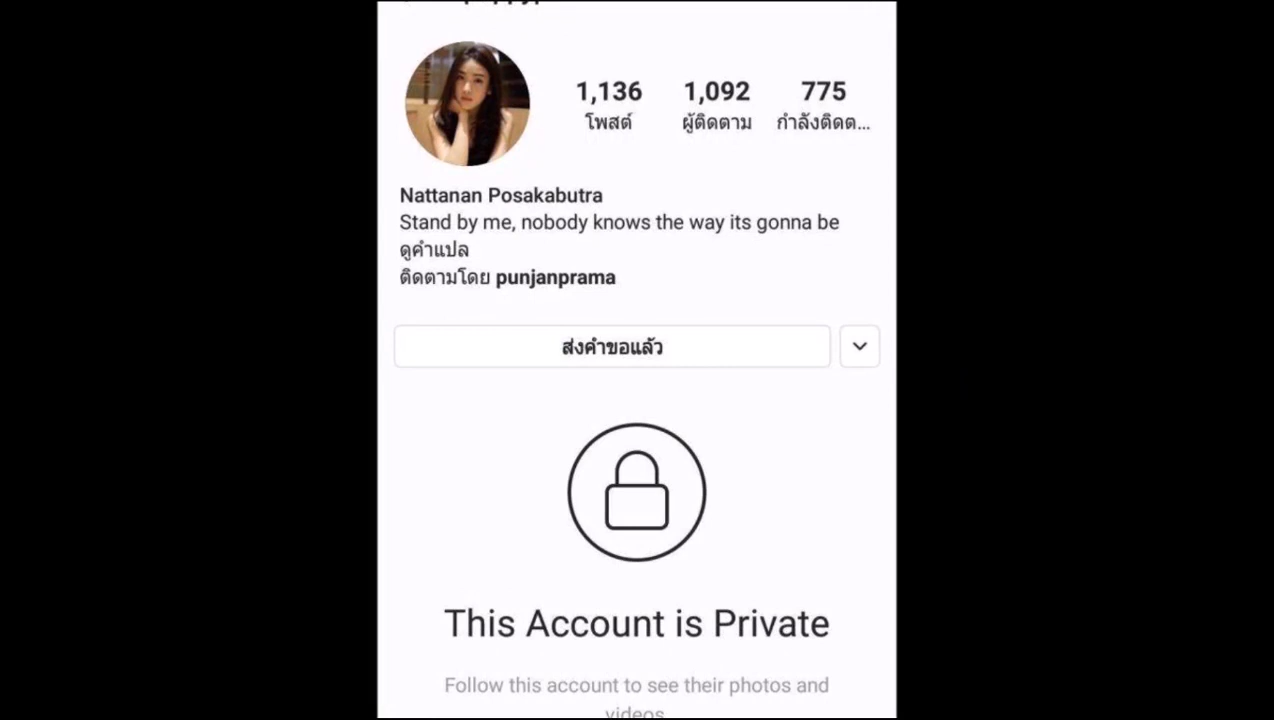 1,136 1,092 775
โพสต์ ผู้ติดตาม กำลังติดต...
Nattanan Posakabutra
Stand by me, nobody knows the way its gonna be
ดูคำแปล
ติดตามโดย punjanprama
ส่งคำขอแล้ว
This Account is Private
Follow this account to see their photos and
videos